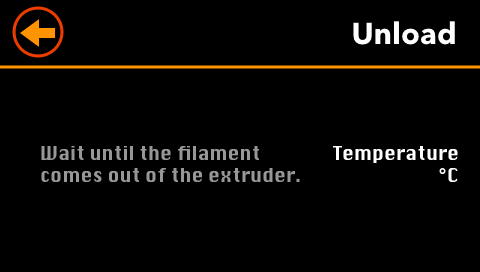 Unload
Wait until the filament
comes out of the extruder.
Temperature
°C